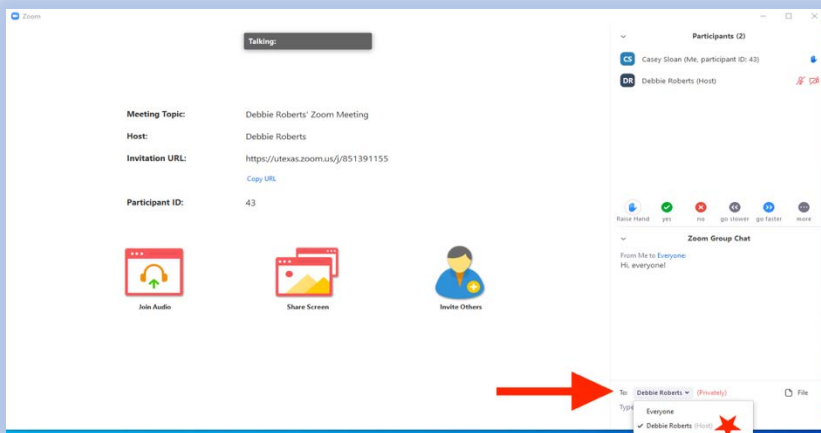 Zoom
Talking:
Meeting Topic: Debbie Roberts' Zoom Meeting
Host: Debbie Roberts
Invitation URL: https://utexas.zoom.us/j/851391155
Copy URL
Participant ID: 43
Join Audio
Share Screen
Invite Others
Participants (2)
CS Casey Sloan (Me, participant ID: 43)
DR Debbie Roberts (Host)
Raise Hand yes no go slower go faster more
Zoom Group Chat
From Me to Everyone:
Hi, everyone!
To: Debbie Roberts (Privately) File
Type
Everyone
Debbie Roberts (Host)